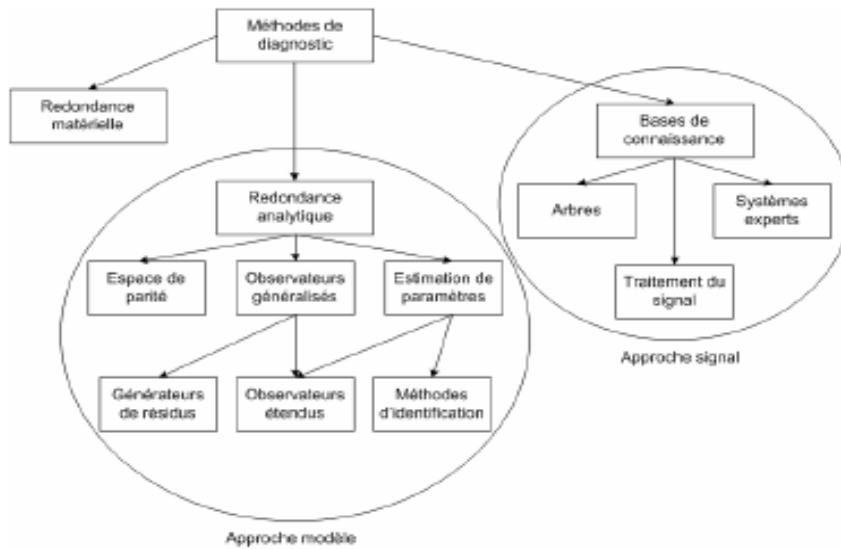 Méthodes de
diagnostic
Redondance
matérielle
Bases de
connaissance
Redondance
analytique
Arbres
Systèmes
experts
Espace de
parité
Observateurs
généralisés
Estimation de
paramètres
Traitement du
signal
Approche signal
Générateurs
de résidus
Observateurs
étendus
Méthodes
d'identification
Approche modèle